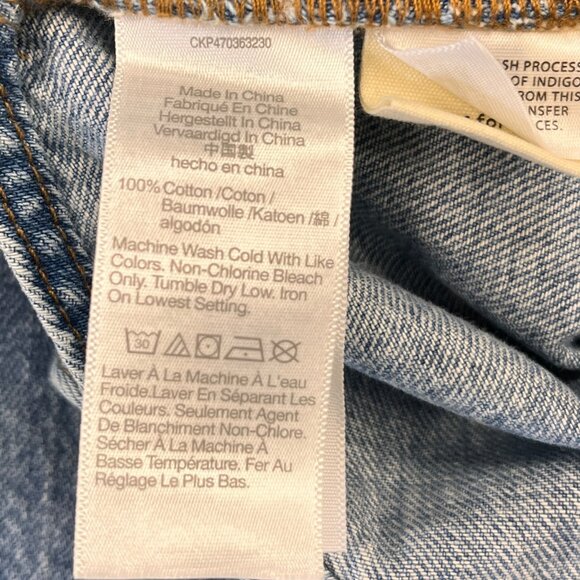 CKP470363230
Made In China
Fabriqué En Chine
Hergestellt In China
Vervaardigd In China
中国製
hecho en china
100% Cotton /Coton /
Baumwolle /Katoen /綿 /
algodón
Machine Wash Cold With Like
Colors. Non-Chlorine Bleach
Only. Tumble Dry Low. Iron
On Lowest Setting.
30
Laver À La Machine À L'eau
Froide.Laver En Séparant Les
Couleurs. Seulement Agent
De Blanchiment Non-Chlore.
Sécher À La Machine À
Basse Température. Fer Au
Réglage Le Plus Bas.
SH PROCESS
OF INDIGO
FROM THIS
NSFER
CES.